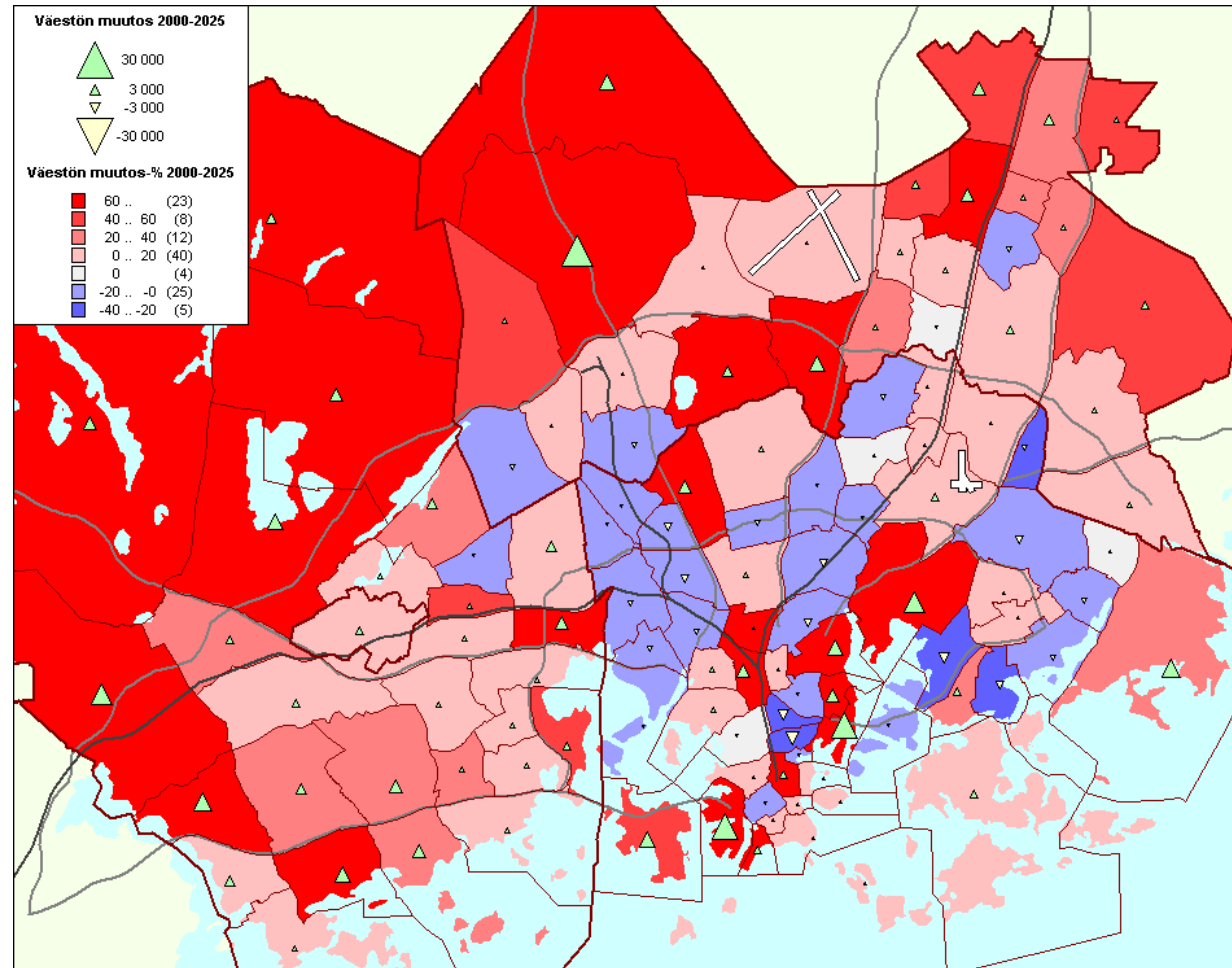 Väestön muutos 2000-2025
30 000
3 000
-3 000
-30 000
Väestön muutos-% 2000-2025
60 .. (23)
40 .. 60 (8)
20 .. 40 (12)
0 .. 20 (40)
0 (4)
-20 .. -0 (25)
-40 .. -20 (5)